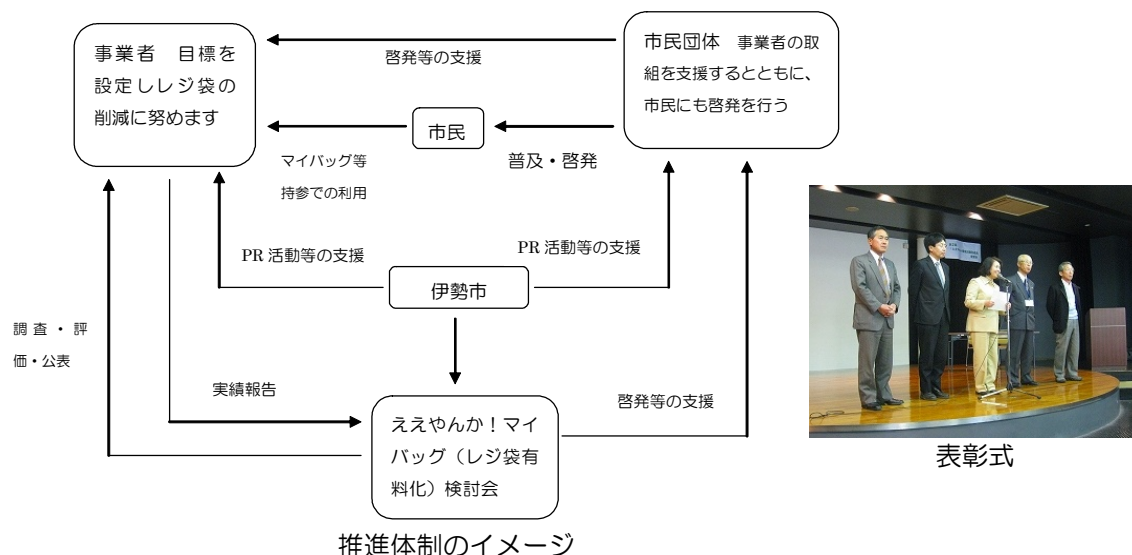 事業者　目標を
設定しレジ袋の
削減に努めます
啓発等の支援
市民団体　事業者の取
組を支援するとともに、
市民にも啓発を行う
市民
マイバッグ等
持参での利用
普及・啓発
PR 活動等の支援
PR 活動等の支援
伊勢市
調査・評
価・公表
実績報告
啓発等の支援
ええやんか！マイ
バッグ（レジ袋有
料化）検討会
推進体制のイメージ
表彰式